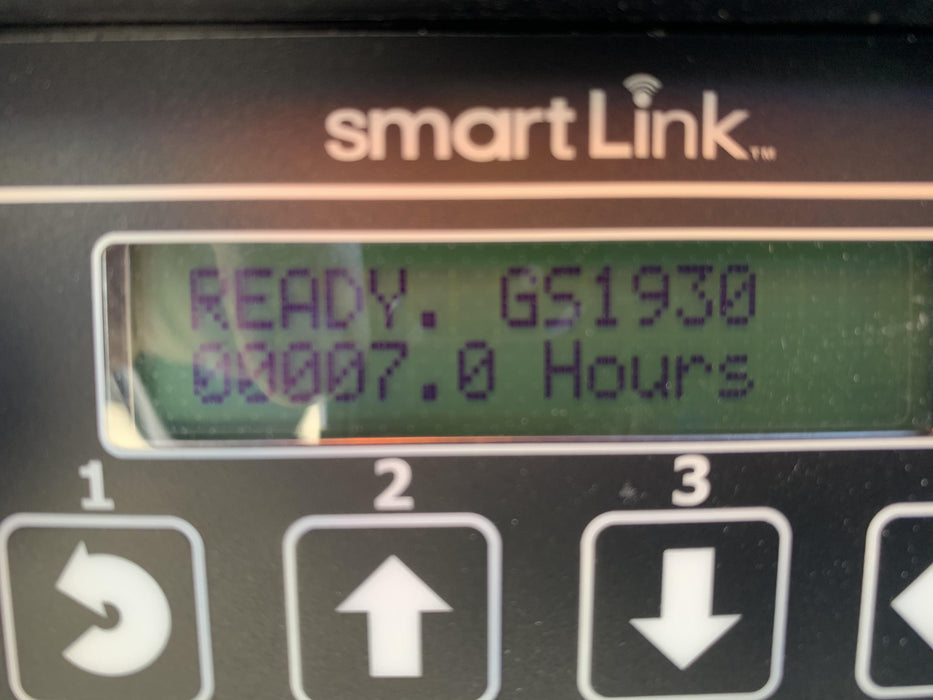 smartLink™
READY. GS1930
00007.0 Hours
1 2 3